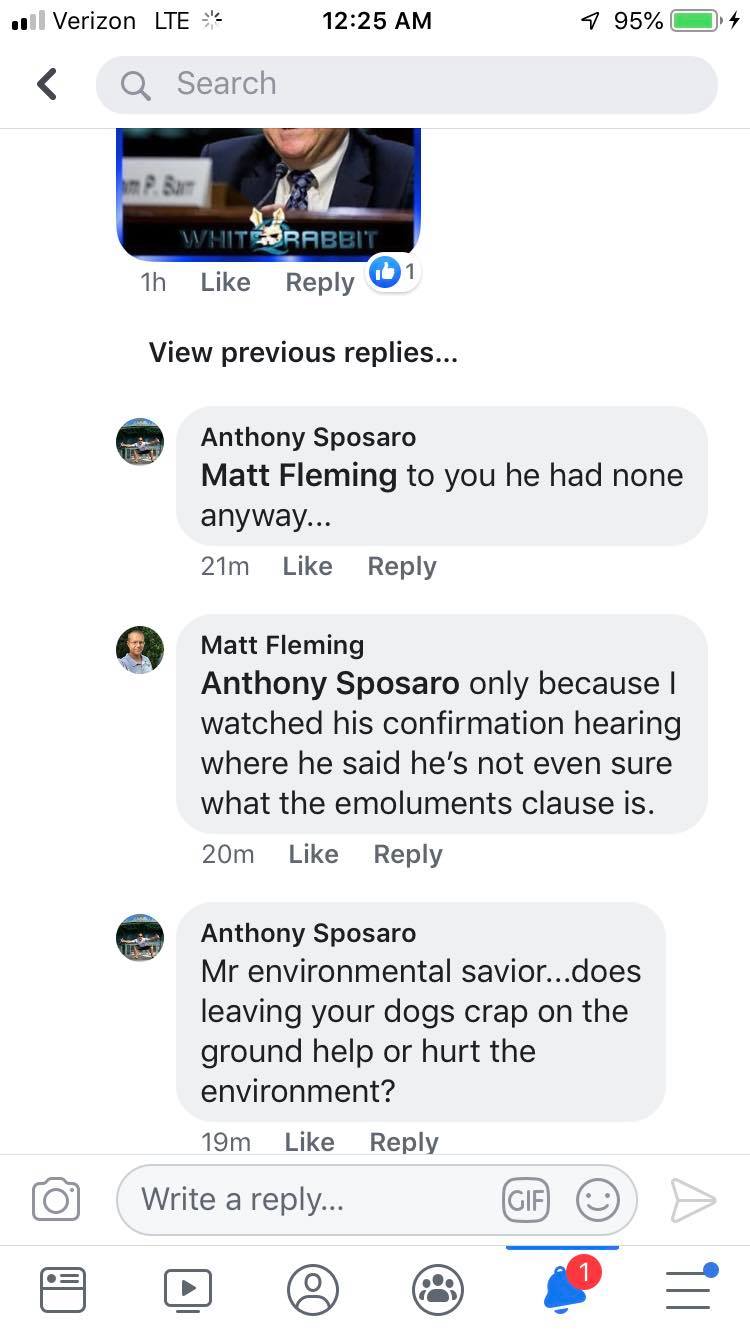 Verizon LTE 12:25 AM 95%
Search
m P. Barr
WHITE RABBIT
1h Like Reply 1
View previous replies...
Anthony Sposaro
Matt Fleming to you he had none
anyway...
21m Like Reply
Matt Fleming
Anthony Sposaro only because I
watched his confirmation hearing
where he said he's not even sure
what the emoluments clause is.
20m Like Reply
Anthony Sposaro
Mr environmental savior...does
leaving your dogs crap on the
ground help or hurt the
environment?
19m Like Reply
Write a reply... GIF
1